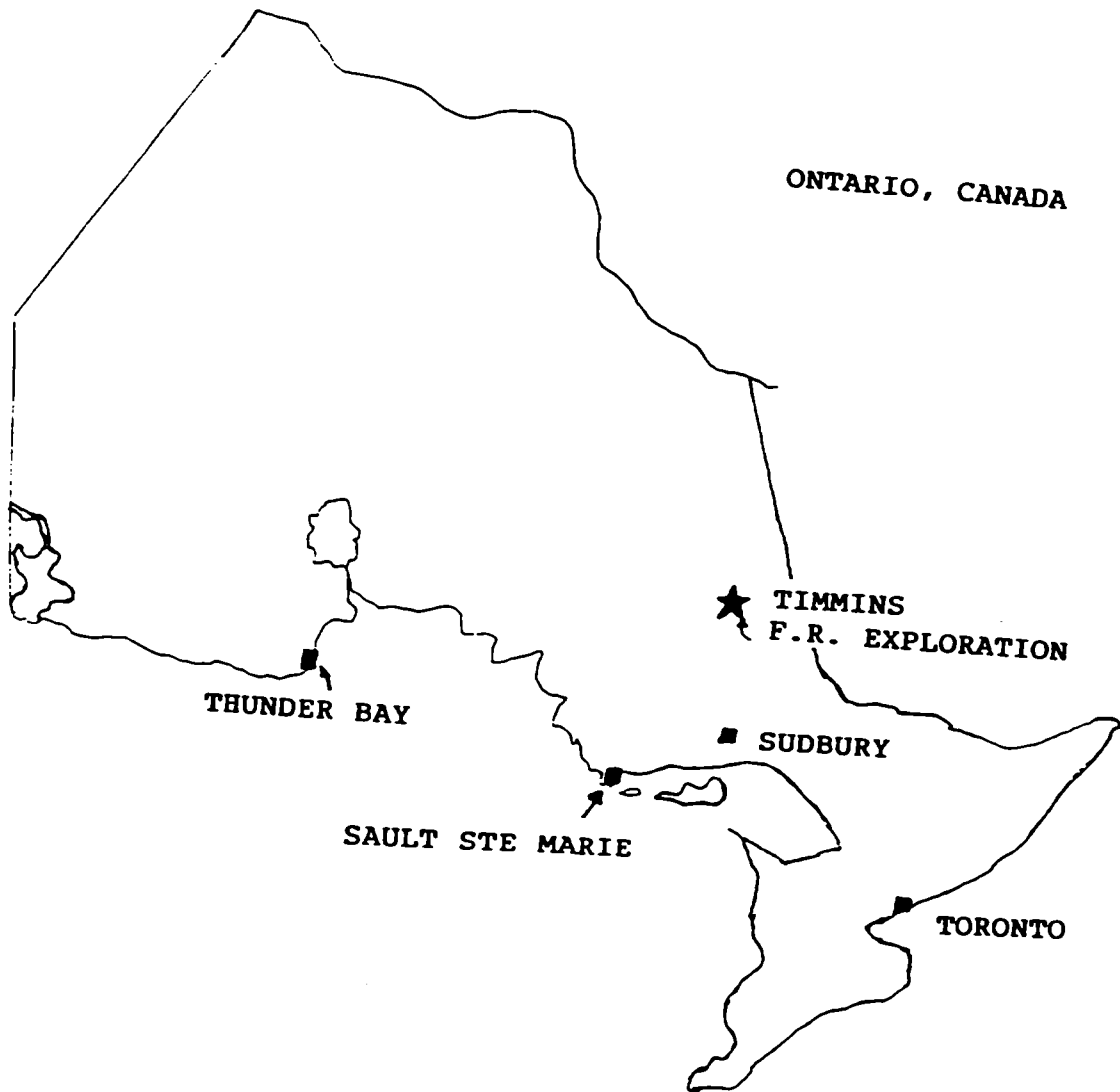 ONTARIO, CANADA
TIMMINS
F.R. EXPLORATION
THUNDER BAY
SUDBURY
SAULT STE MARIE
TORONTO